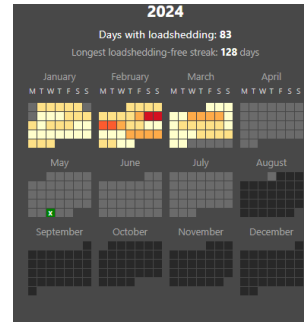 2024
Days with loadshedding: 83
Longest loadshedding-free streak: 128 days
January February March April
M T W T F S S M T W T F S S M T W T F S S M T W T F S S
May June July August
X
September October November December